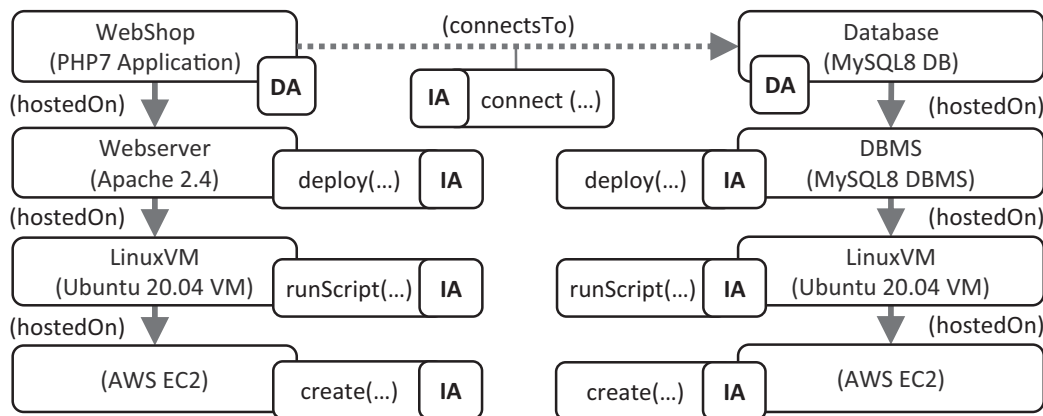 WebShop
(PHP7 Application)
DA
(connectsTo)
IA connect (...)
Database
(MySQL8 DB)
DA
(hostedOn)
(hostedOn)
Webserver
(Apache 2.4)
deploy(...) IA
deploy(...) IA
DBMS
(MySQL8 DBMS)
(hostedOn)
(hostedOn)
LinuxVM
(Ubuntu 20.04 VM)
runScript(...) IA
runScript(...) IA
LinuxVM
(Ubuntu 20.04 VM)
(hostedOn)
(hostedOn)
(AWS EC2)
create(...) IA
create(...) IA
(AWS EC2)